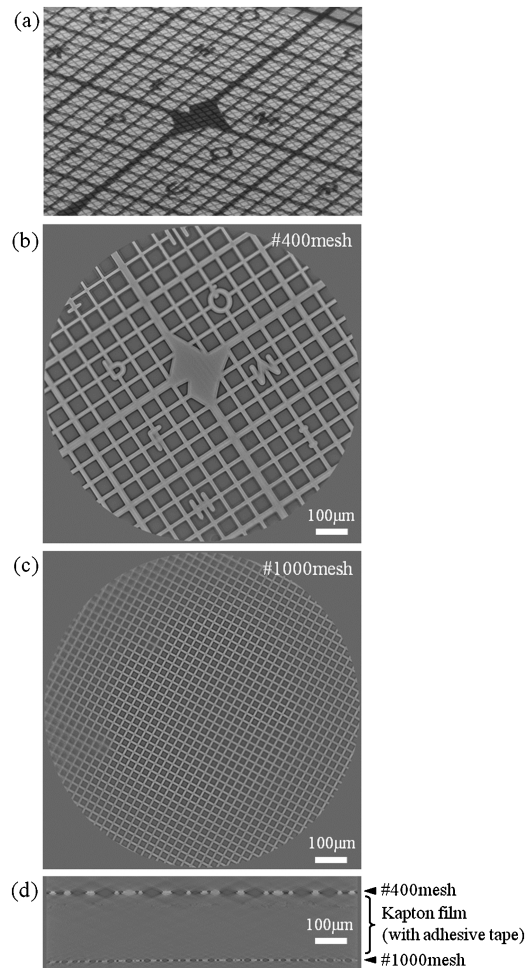 (a)
(b)
#400mesh
100μm
(c)
#1000mesh
100μm
(d)
#400mesh
Kapton film
100μm
(with adhesive tape)
#1000mesh